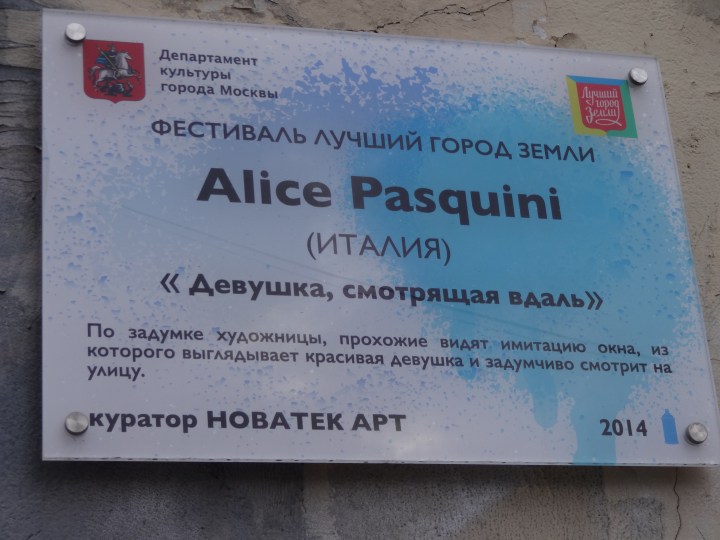 Департамент
культуры
города Москвы
Лучший
город
Земли
ФЕСТИВАЛЬ ЛУЧШИЙ ГОРОД ЗЕМЛИ
Alice Pasquini
(ИТАЛИЯ)
« Девушка, смотрящая вдаль»
По задумке художницы, прохожие видят имитацию окна, из
которого выглядывает красивая девушка и задумчиво смотрит на
улицу.
куратор НОВАТЕК АРТ
2014